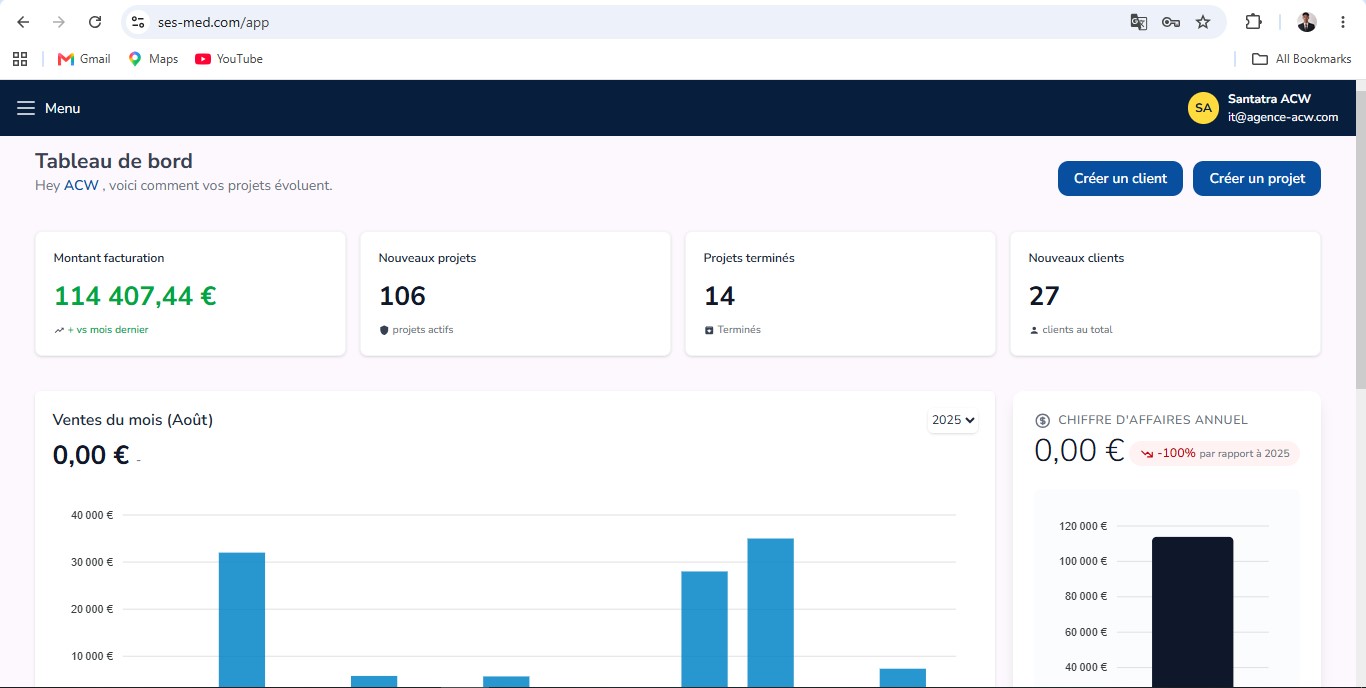 ses-med.com/app
Gmail Maps YouTube All Bookmarks
Menu
SA
Santatra ACW
it@agence-acw.com
Tableau de bord
Hey ACW , voici comment vos projets évoluent.
Créer un client Créer un projet
Montant facturation
114 407,44 €
+ vs mois dernier
Nouveaux projets
106
projets actifs
Projets terminés
14
Terminés
Nouveaux clients
27
clients au total
Ventes du mois (Août)
2025
0,00 € -
40 000 €
30 000 €
20 000 €
10 000 €
CHIFFRE D'AFFAIRES ANNUEL
0,00 € -100% par rapport à 2025
120 000 €
100 000 €
80 000 €
60 000 €
40 000 €